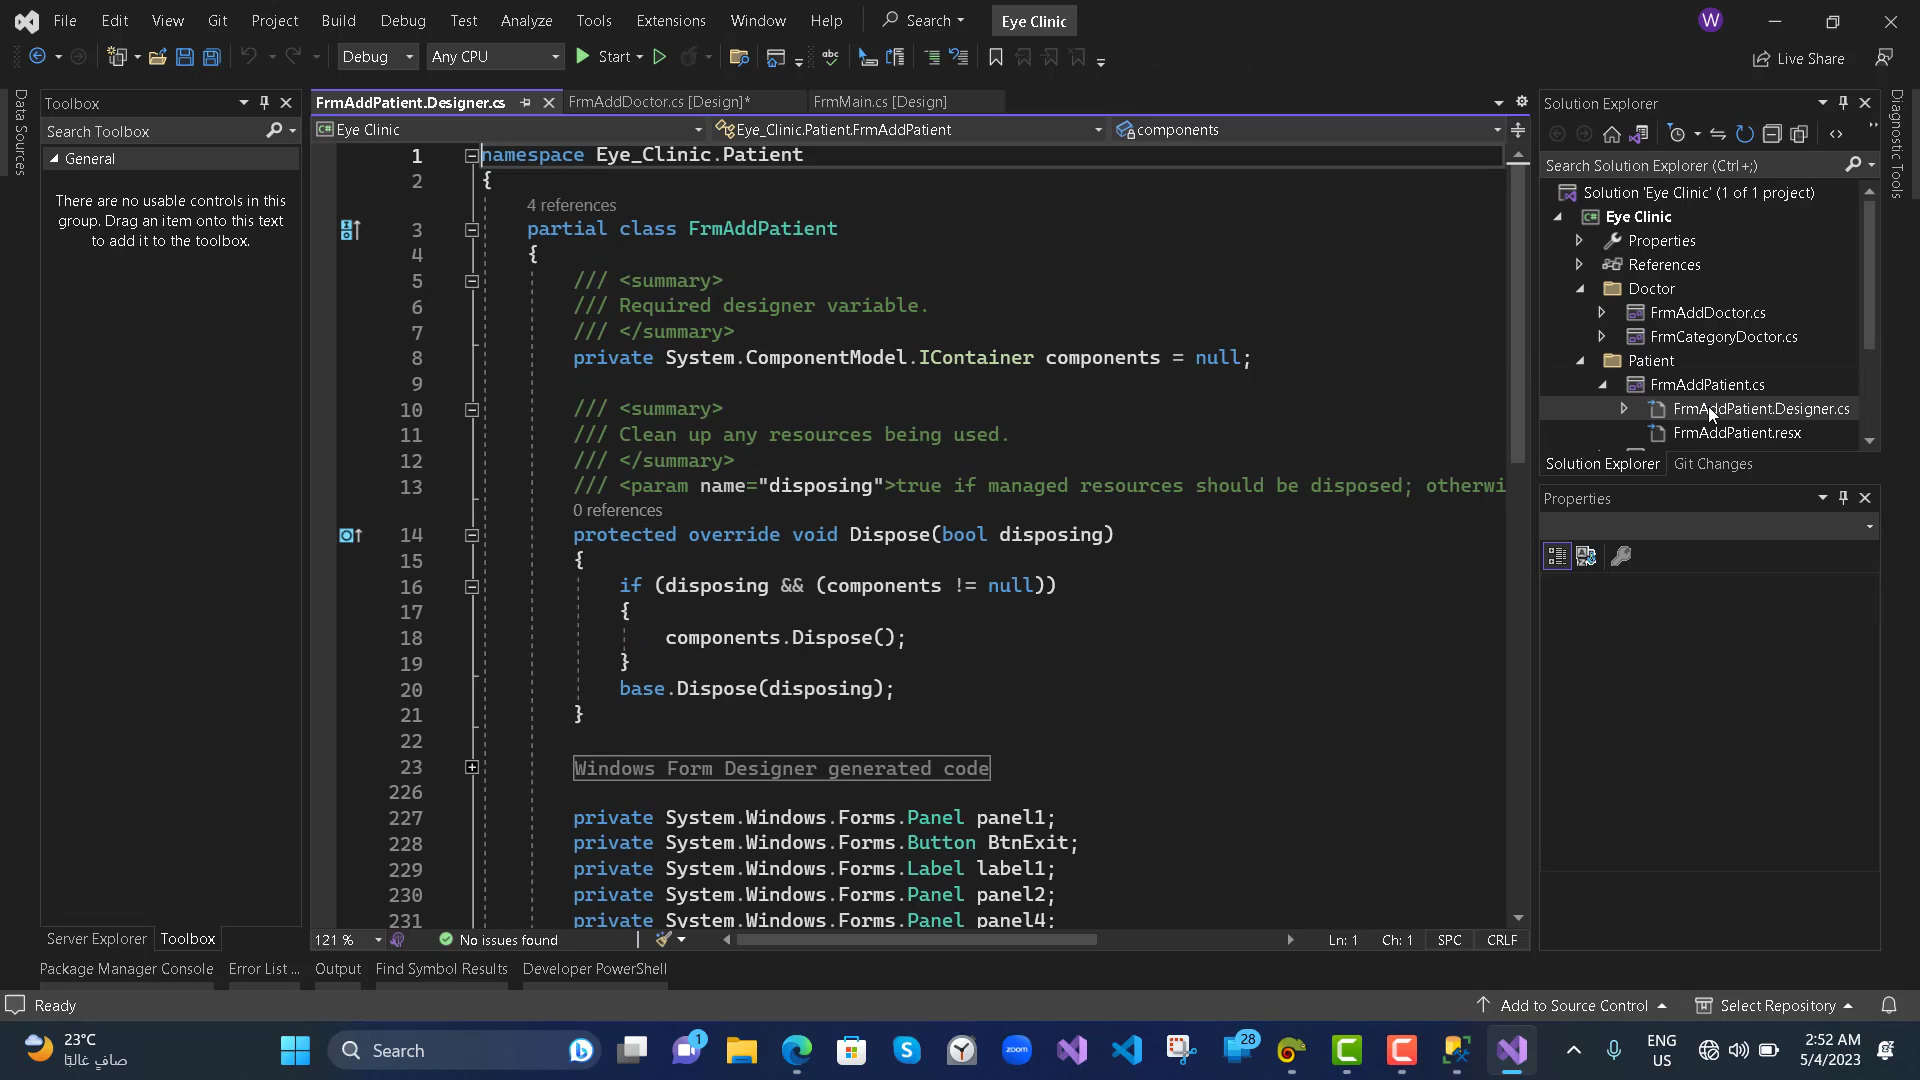 File Edit View Git Project Build Debug Test Analyze Tools Extensions Window Help Search Eye Clinic W
Debug Any CPU Start Live Share
Data Sources
Toolbox
Search Toolbox
General
There are no usable controls in this
group. Drag an item onto this text
to add it to the toolbox.
Server Explorer Toolbox
FrmAddPatient.Designer.cs FrmAddDoctor.cs [Design]* FrmMain.cs [Design]
Eye Clinic Eye_Clinic.Patient.FrmAddPatient components
1 namespace Eye_Clinic.Patient
2 {
4 references
3 partial class FrmAddPatient
4 {
5 /// <summary>
6 /// Required designer variable.
7 /// </summary>
8 private System.ComponentModel.IContainer components = null;
9
10 /// <summary>
11 /// Clean up any resources being used.
12 /// </summary>
13 /// <param name="disposing">true if managed resources should be disposed; otherwi
0 references
14 protected override void Dispose(bool disposing)
15 {
16 if (disposing && (components != null))
17 {
18 components.Dispose();
19 }
20 base.Dispose(disposing);
21 }
22
23 Windows Form Designer generated code
226
227 private System.Windows.Forms.Panel panel1;
228 private System.Windows.Forms.Button BtnExit;
229 private System.Windows.Forms.Label label1;
230 private System.Windows.Forms.Panel panel2;
231 private System.Windows.Forms.Panel panel4;
121 % No issues found Ln: 1 Ch: 1 SPC CRLF
Solution Explorer
Search Solution Explorer (Ctrl+;)
Solution 'Eye Clinic' (1 of 1 project)
Eye Clinic
Properties
References
Doctor
FrmAddDoctor.cs
FrmCategoryDoctor.cs
Patient
FrmAddPatient.cs
FrmAddPatient.Designer.cs
FrmAddPatient.resx
Solution Explorer Git Changes
Properties
Diagnostic Tools
Package Manager Console Error List ... Output Find Symbol Results Developer PowerShell
Ready Add to Source Control Select Repository
23°C
صافٍ غالبًا
Search
zoom
1
28
ENG
US
2:52 AM
5/4/2023